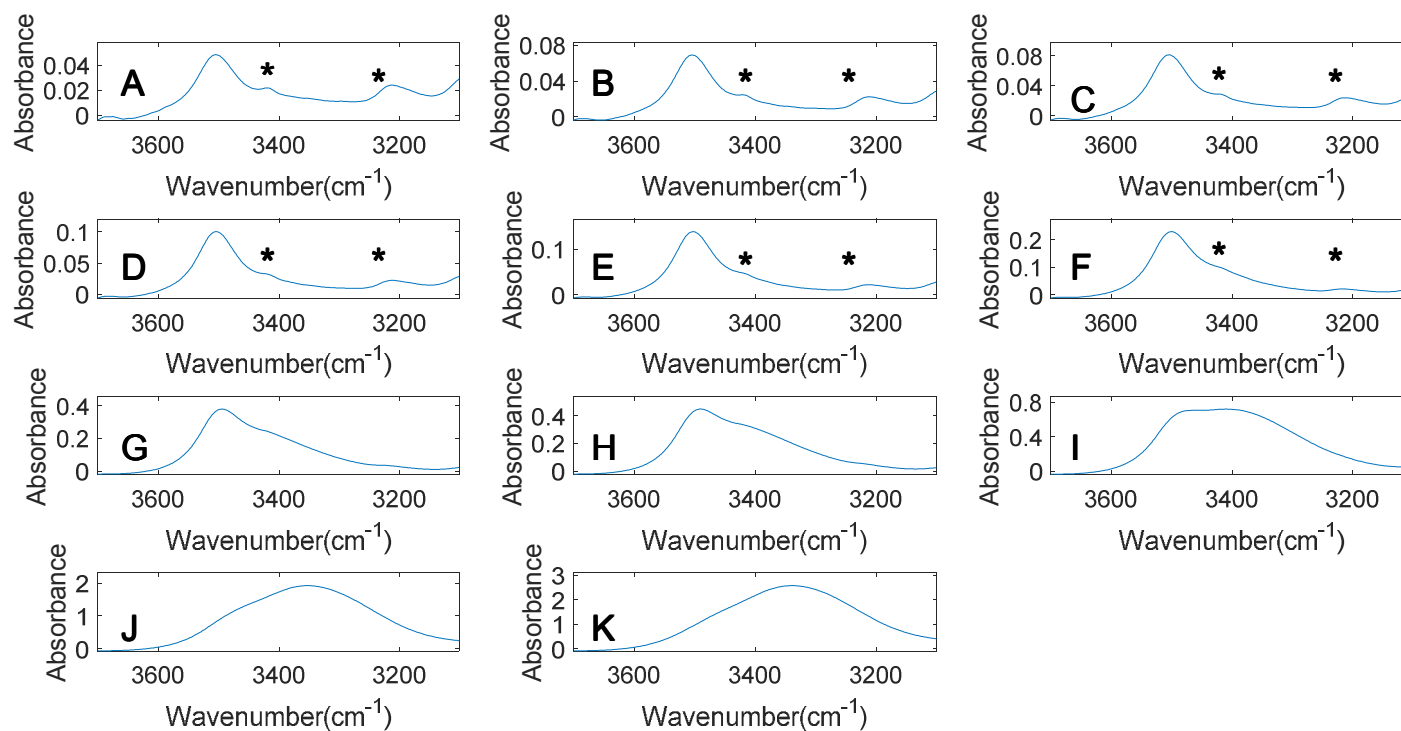 Absorbance
0.04
0.02
0
A
*
*
3600
3400
3200
Wavenumber(cm-1)
Absorbance
0.08
0.04
0
B
*
*
3600
3400
3200
Wavenumber(cm-1)
Absorbance
0.08
0.04
0
C
*
*
3600
3400
3200
Wavenumber(cm-1)
Absorbance
0.1
0.05
0
D
*
*
3600
3400
3200
Wavenumber(cm-1)
Absorbance
0.1
0
E
*
*
3600
3400
3200
Wavenumber(cm-1)
Absorbance
0.2
0.1
0
F
*
*
3600
3400
3200
Wavenumber(cm-1)
Absorbance
0.4
0.2
0
G
3600
3400
3200
Wavenumber(cm-1)
Absorbance
0.4
0.2
0
H
3600
3400
3200
Wavenumber(cm-1)
Absorbance
0.8
0.4
0
I
3600
3400
3200
Wavenumber(cm-1)
Absorbance
2
1
0
J
3600
3400
3200
Wavenumber(cm-1)
Absorbance
3
2
1
0
K
3600
3400
3200
Wavenumber(cm-1)